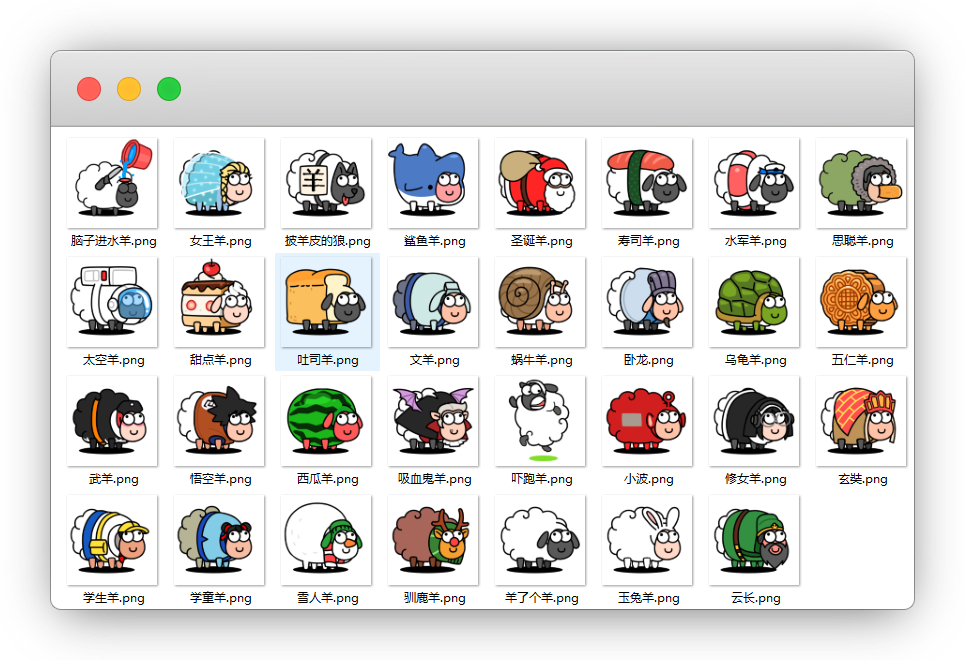 羊
脑子进水羊.png 女王羊.png 披羊皮的狼.png 鲨鱼羊.png 圣诞羊.png 寿司羊.png 水军羊.png 思聪羊.png
太空羊.png 甜点羊.png 吐司羊.png 文羊.png 蜗牛羊.png 卧龙.png 乌龟羊.png 五仁羊.png
武羊.png 悟空羊.png 西瓜羊.png 吸血鬼羊.png 吓跑羊.png 小波.png 修女羊.png 玄奘.png
学生羊.png 学童羊.png 雪人羊.png 驯鹿羊.png 羊了个羊.png 玉兔羊.png 云长.png